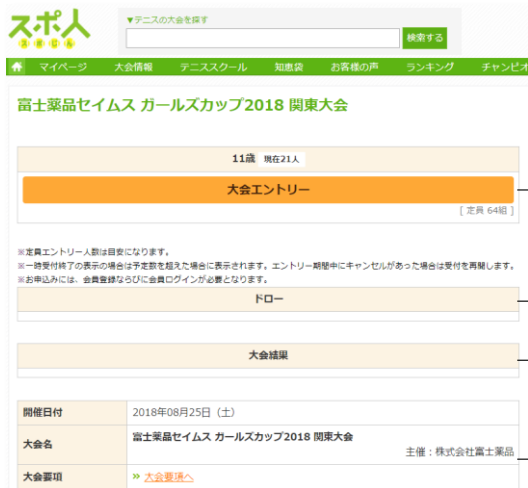 スポ人
スポじん
▼テニスの大会を探す
検索する
マイページ 大会情報 テニススクール 知恵袋 お客様の声 ランキング チャンピオ
富士薬品セイムス ガールズカップ2018 関東大会
11歳 現在21人
大会エントリー
[ 定員 64組 ]
※定員エントリー人数は目安になります。
※一時受付終了の表示の場合は予定数を超えた場合に表示されます。エントリー期間中にキャンセルがあった場合は受付を再開します。
※お申込みには、会員登録ならびに会員ログインが必要となります。
ドロー
大会結果
開催日付 2018年08月25日（土）
大会名 富士薬品セイムス ガールズカップ2018 関東大会
主催：株式会社富士薬品
大会要項 » 大会要項へ